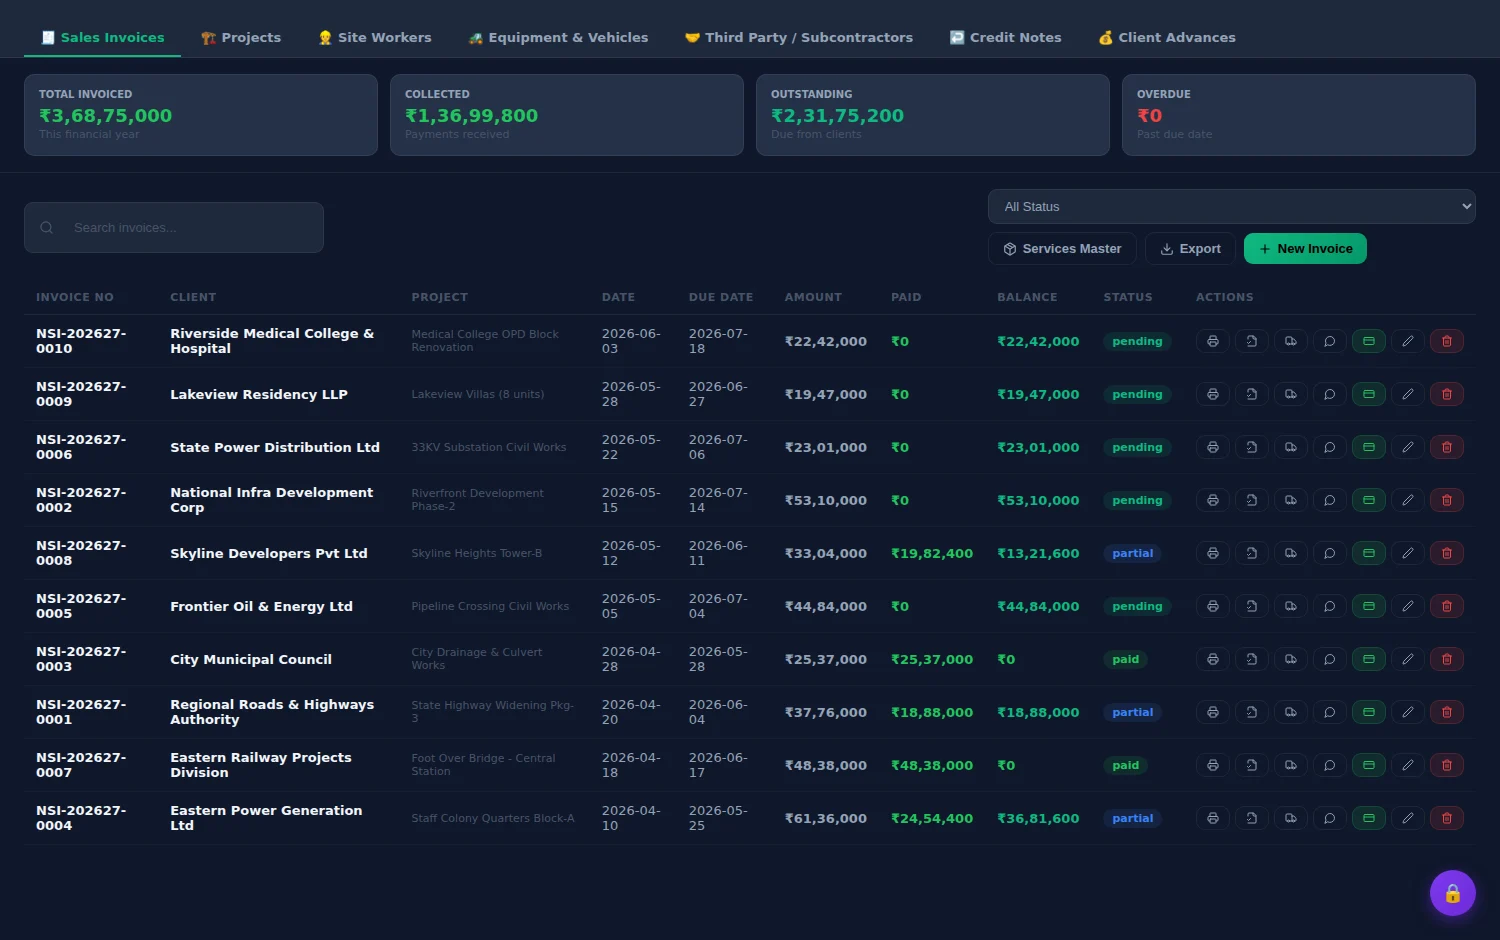 Sales Invoices Projects Site Workers Equipment & Vehicles Third Party / Subcontractors Credit Notes Client Advances
TOTAL INVOICED
₹3,68,75,000
This financial year
COLLECTED
₹1,36,99,800
Payments received
OUTSTANDING
₹2,31,75,200
Due from clients
OVERDUE
₹0
Past due date
Search invoices...
All Status
Services Master Export New Invoice
INVOICE NO CLIENT PROJECT DATE DUE DATE AMOUNT PAID BALANCE STATUS ACTIONS
NSI-202627-0010 Riverside Medical College & Hospital Medical College OPD Block Renovation 2026-06-03 2026-07-18 ₹22,42,000 ₹0 ₹22,42,000 pending
NSI-202627-0009 Lakeview Residency LLP Lakeview Villas (8 units) 2026-05-28 2026-06-27 ₹19,47,000 ₹0 ₹19,47,000 pending
NSI-202627-0006 State Power Distribution Ltd 33KV Substation Civil Works 2026-05-22 2026-07-06 ₹23,01,000 ₹0 ₹23,01,000 pending
NSI-202627-0002 National Infra Development Corp Riverfront Development Phase-2 2026-05-15 2026-07-14 ₹53,10,000 ₹0 ₹53,10,000 pending
NSI-202627-0008 Skyline Developers Pvt Ltd Skyline Heights Tower-B 2026-05-12 2026-06-11 ₹33,04,000 ₹19,82,400 ₹13,21,600 partial
NSI-202627-0005 Frontier Oil & Energy Ltd Pipeline Crossing Civil Works 2026-05-05 2026-07-04 ₹44,84,000 ₹0 ₹44,84,000 pending
NSI-202627-0003 City Municipal Council City Drainage & Culvert Works 2026-04-28 2026-05-28 ₹25,37,000 ₹25,37,000 ₹0 paid
NSI-202627-0001 Regional Roads & Highways Authority State Highway Widening Pkg-3 2026-04-20 2026-06-04 ₹37,76,000 ₹18,88,000 ₹18,88,000 partial
NSI-202627-0007 Eastern Railway Projects Division Foot Over Bridge - Central Station 2026-04-18 2026-06-17 ₹48,38,000 ₹48,38,000 ₹0 paid
NSI-202627-0004 Eastern Power Generation Ltd Staff Colony Quarters Block-A 2026-04-10 2026-05-25 ₹61,36,000 ₹24,54,400 ₹36,81,600 partial